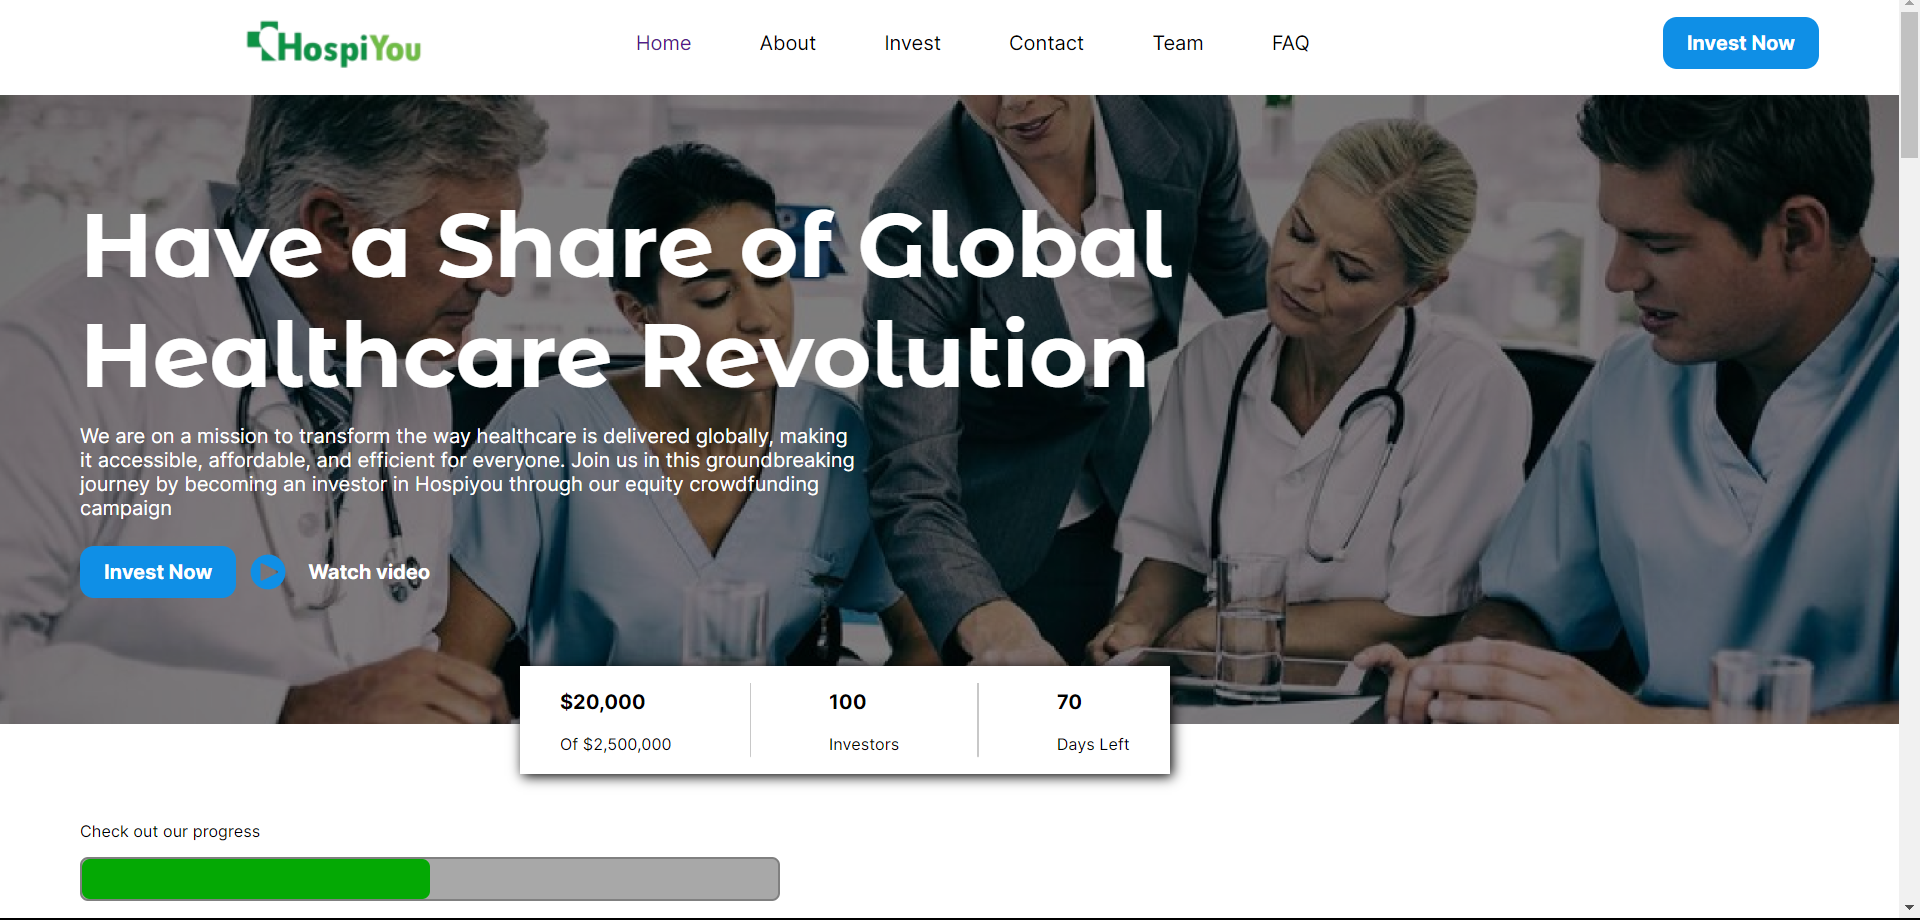 HospiYou
Home
About
Invest
Contact
Team
FAQ
Invest Now
Have a Share of Global
Healthcare Revolution
We are on a mission to transform the way healthcare is delivered globally, making
it accessible, affordable, and efficient for everyone. Join us in this groundbreaking
journey by becoming an investor in Hospiyou through our equity crowdfunding
campaign
Invest Now
Watch video
$20,000
Of $2,500,000
100
Investors
70
Days Left
Check out our progress